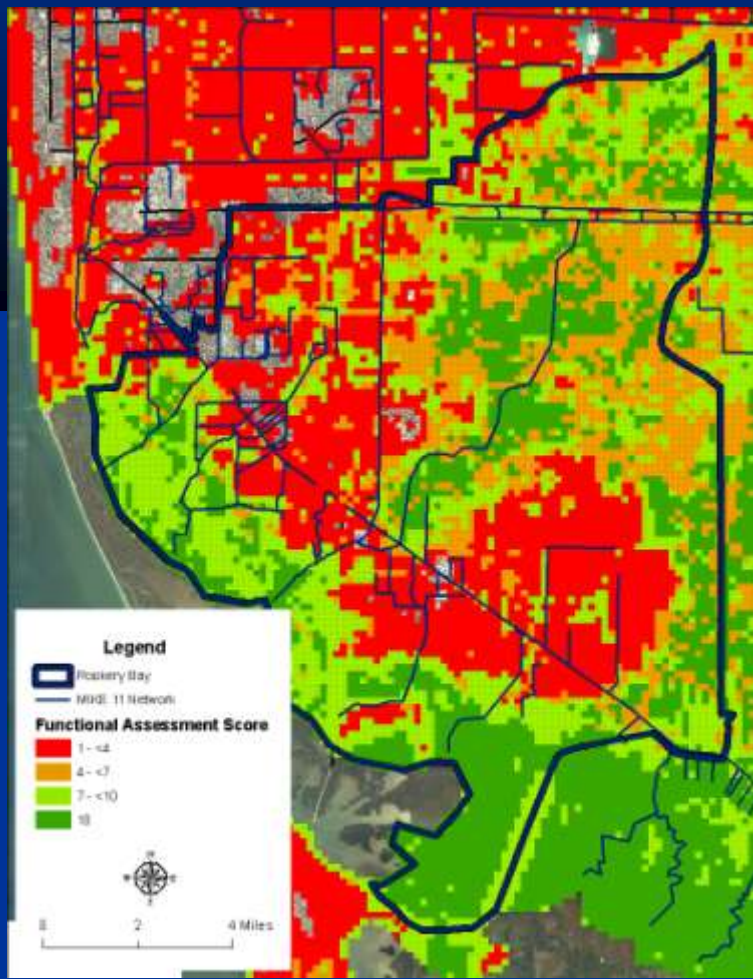 Legend
Rookery Bay
MIKE 11 Network
Functional Assessment Score
1 - <4
4 - <7
7 - <10
10
N
W
E
S
0 2 4 Miles